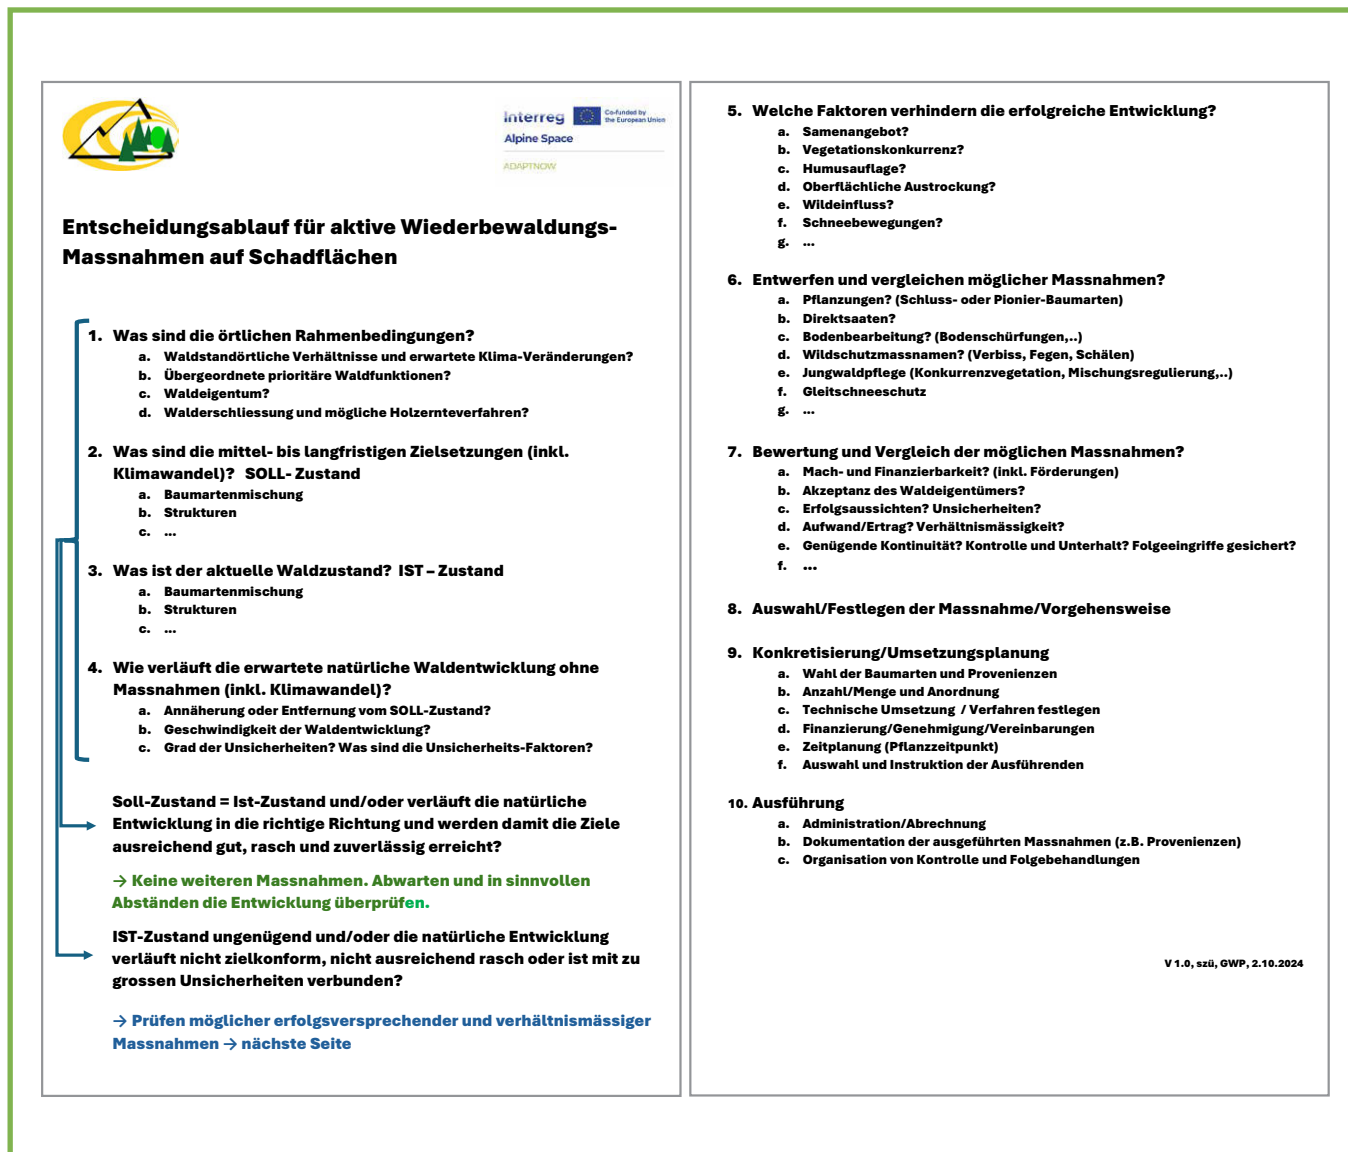 Interreg
Co-funded by
the European Union
Alpine Space
ADAPTNOW
Entscheidungsablauf für aktive Wiederbewaldungs-
Massnahmen auf Schadflächen
1. Was sind die örtlichen Rahmenbedingungen?
a. Waldstandörtliche Verhältnisse und erwartete Klima-Veränderungen?
b. Übergeordnete prioritäre Waldfunktionen?
c. Waldeigentum?
d. Walderschliessung und mögliche Holzernteverfahren?
2. Was sind die mittel- bis langfristigen Zielsetzungen (inkl.
Klimawandel)? SOLL- Zustand
a. Baumartenmischung
b. Strukturen
c. ...
3. Was ist der aktuelle Waldzustand? IST – Zustand
a. Baumartenmischung
b. Strukturen
c. ...
4. Wie verläuft die erwartete natürliche Waldentwicklung ohne
Massnahmen (inkl. Klimawandel)?
a. Annäherung oder Entfernung vom SOLL-Zustand?
b. Geschwindigkeit der Waldentwicklung?
c. Grad der Unsicherheiten? Was sind die Unsicherheits-Faktoren?
Soll-Zustand = Ist-Zustand und/oder verläuft die natürliche
Entwicklung in die richtige Richtung und werden damit die Ziele
ausreichend gut, rasch und zuverlässig erreicht?
→ Keine weiteren Massnahmen. Abwarten und in sinnvollen
Abständen die Entwicklung überprüfen.
IST-Zustand ungenügend und/oder die natürliche Entwicklung
verläuft nicht zielkonform, nicht ausreichend rasch oder ist mit zu
grossen Unsicherheiten verbunden?
→ Prüfen möglicher erfolgsversprechender und verhältnismässiger
Massnahmen → nächste Seite
5. Welche Faktoren verhindern die erfolgreiche Entwicklung?
a. Samenangebot?
b. Vegetationskonkurrenz?
c. Humusauflage?
d. Oberflächliche Austrockung?
e. Wildeinfluss?
f. Schneebewegungen?
g. ...
6. Entwerfen und vergleichen möglicher Massnahmen?
a. Pflanzungen? (Schluss- oder Pionier-Baumarten)
b. Direktsaaten?
c. Bodenbearbeitung? (Bodenschürfungen,..)
d. Wildschutzmassnamen? (Verbiss, Fegen, Schälen)
e. Jungwaldpflege (Konkurrenzvegetation, Mischungsregulierung,..)
f. Gleitschneeschutz
g. ...
7. Bewertung und Vergleich der möglichen Massnahmen?
a. Mach- und Finanzierbarkeit? (inkl. Förderungen)
b. Akzeptanz des Waldeigentümers?
c. Erfolgsaussichten? Unsicherheiten?
d. Aufwand/Ertrag? Verhältnismässigkeit?
e. Genügende Kontinuität? Kontrolle und Unterhalt? Folgeeingriffe gesichert?
f. ...
8. Auswahl/Festlegen der Massnahme/Vorgehensweise
9. Konkretisierung/Umsetzungsplanung
a. Wahl der Baumarten und Provenienzen
b. Anzahl/Menge und Anordnung
c. Technische Umsetzung / Verfahren festlegen
d. Finanzierung/Genehmigung/Vereinbarungen
e. Zeitplanung (Pflanzzeitpunkt)
f. Auswahl und Instruktion der Ausführenden
10. Ausführung
a. Administration/Abrechnung
b. Dokumentation der ausgeführten Massnahmen (z.B. Provenienzen)
c. Organisation von Kontrolle und Folgebehandlungen
V 1.0, szü, GWP, 2.10.2024